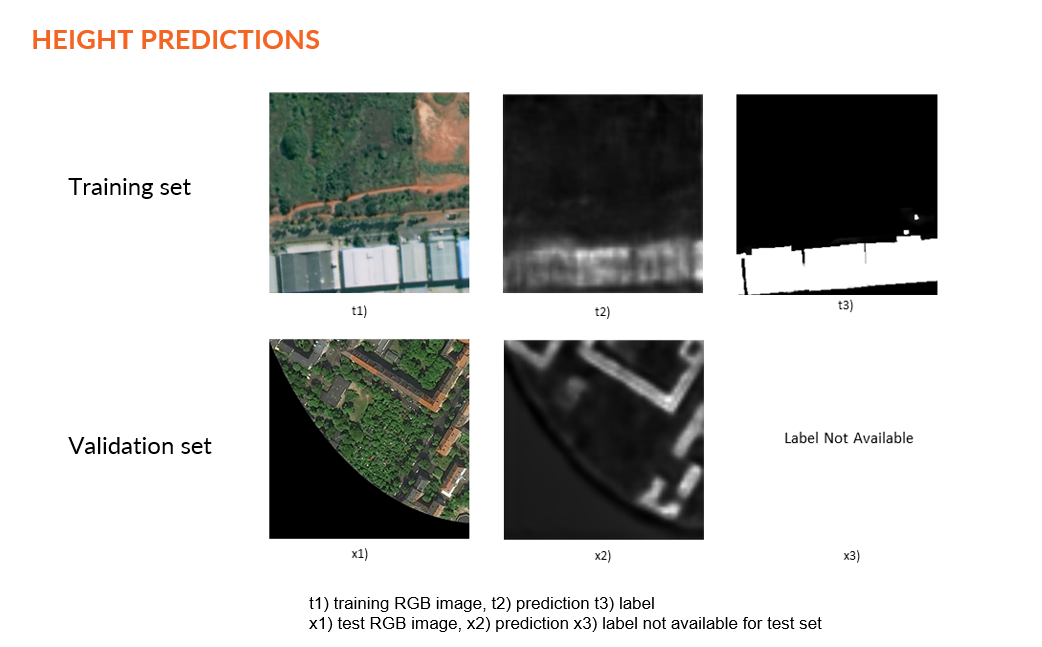 HEIGHT PREDICTIONS
Training set
t1)
t2)
t3)
Validation set
Label Not Available
x1)
x2)
x3)
t1) training RGB image, t2) prediction t3) label
x1) test RGB image, x2) prediction x3) label not available for test set